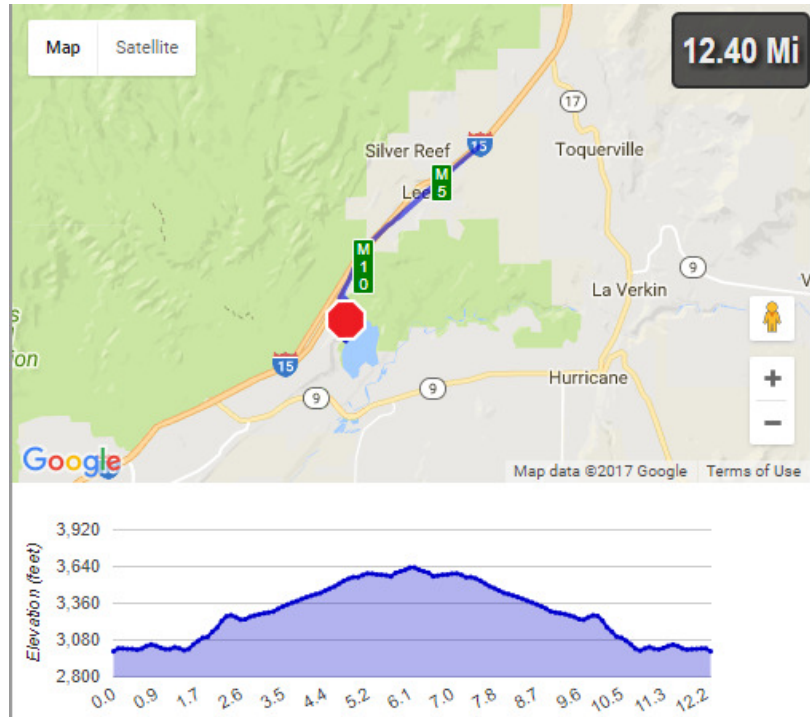 Map Satellite
12.40 Mi
17
15
Silver Reef
Toquerville
M
5
Lee
M
1
0
9
La Verkin
V
s
ion
15
9
9
Hurricane
+
−
Google
Map data ©2017 Google Terms of Use
Elevation (feet)
3,920
3,640
3,360
3,080
2,800
0.0 0.9 1.7 2.6 3.5 4.4 5.2 6.1 7.0 7.8 8.7 9.6 10.5 11.3 12.2